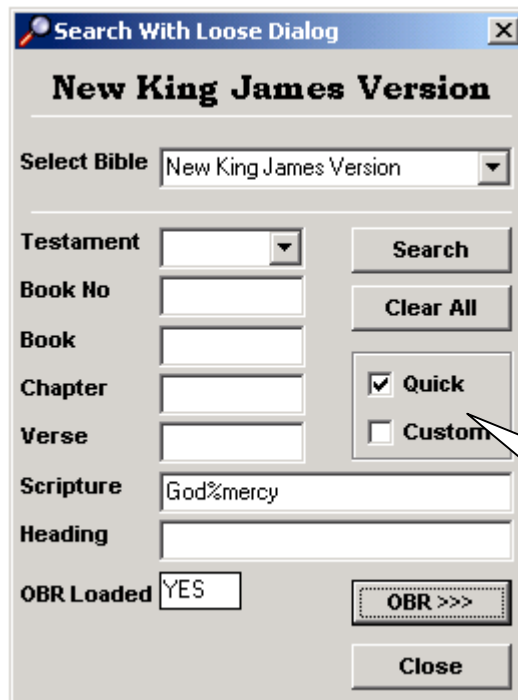 Search With Loose Dialog
New King James Version
Select Bible New King James Version
Testament Search
Book No Clear All
Book
Chapter Quick
Verse Custom
Scripture God%mercy
Heading
OBR Loaded YES OBR >>>
Close